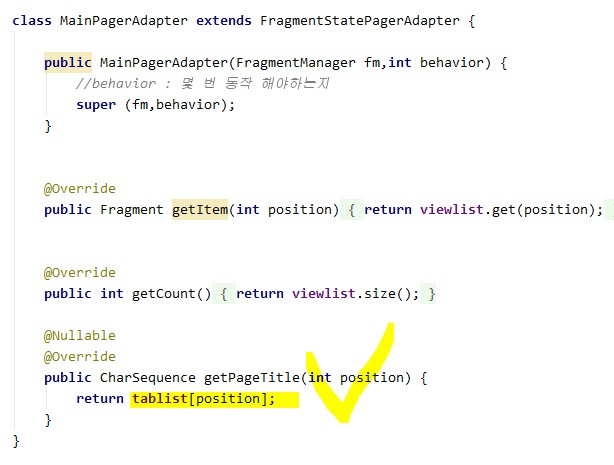 class MainPagerAdapter extends FragmentStatePagerAdapter {
public MainPagerAdapter(FragmentManager fm,int behavior) {
//behavior : 몇 번 동작 해야하는지
super (fm,behavior);
}
@Override
public Fragment getItem(int position) { return viewlist.get(position);
@Override
public int getCount() { return viewlist.size(); }
@Nullable
@Override
public CharSequence getPageTitle(int position) {
return tablist[position];
}
}